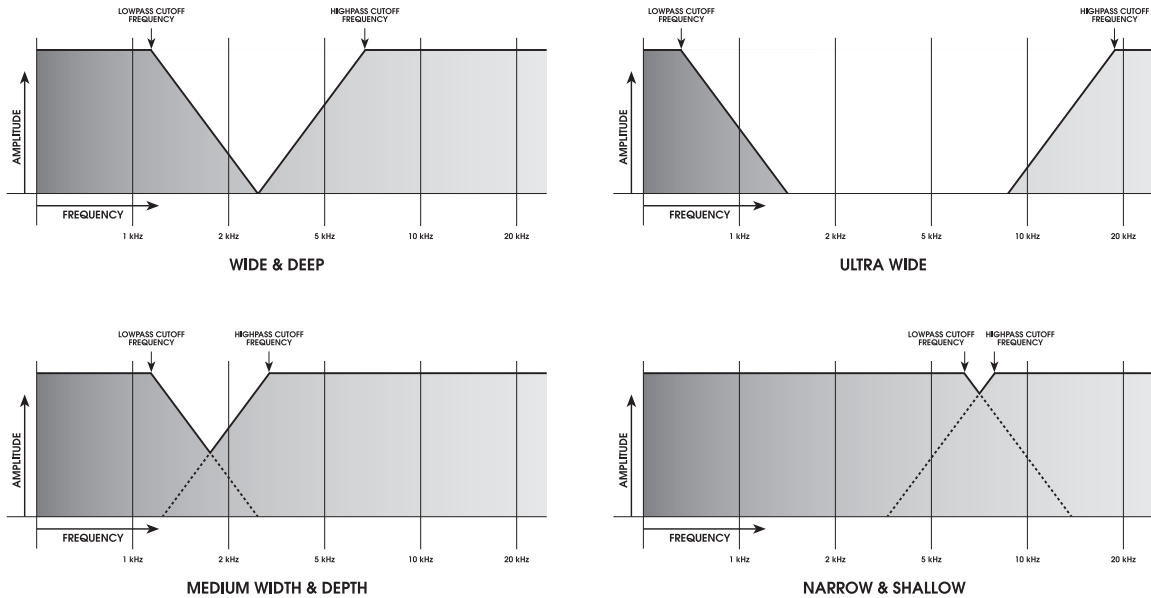 LOWPASS CUTOFF
FREQUENCY
HIGHPASS CUTOFF
FREQUENCY
AMPLITUDE
FREQUENCY
1 kHz
2 kHz
5 kHz
10 kHz
20 kHz
WIDE & DEEP
LOWPASS CUTOFF
FREQUENCY
HIGHPASS CUTOFF
FREQUENCY
AMPLITUDE
FREQUENCY
1 kHz
2 kHz
5 kHz
10 kHz
20 kHz
ULTRA WIDE
LOWPASS CUTOFF
FREQUENCY
HIGHPASS CUTOFF
FREQUENCY
AMPLITUDE
FREQUENCY
1 kHz
2 kHz
5 kHz
10 kHz
20 kHz
MEDIUM WIDTH & DEPTH
LOWPASS CUTOFF
FREQUENCY
HIGHPASS CUTOFF
FREQUENCY
AMPLITUDE
FREQUENCY
1 kHz
2 kHz
5 kHz
10 kHz
20 kHz
NARROW & SHALLOW